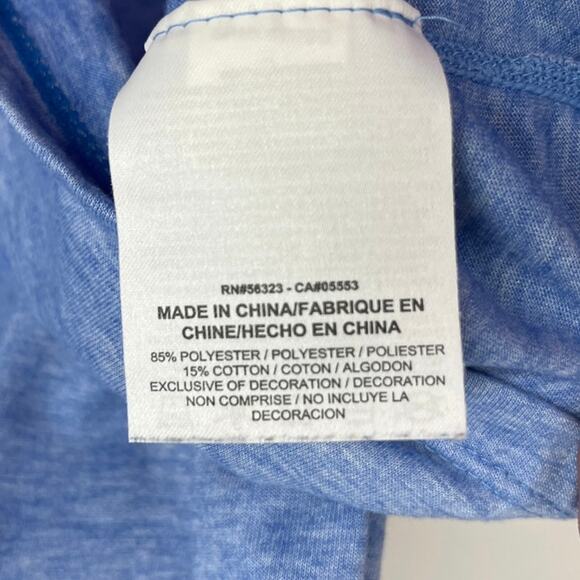 RN#56323 - CA#05553
MADE IN CHINA/FABRIQUE EN
CHINE/HECHO EN CHINA
85% POLYESTER / POLYESTER / POLIESTER
15% COTTON / COTON / ALGODON
EXCLUSIVE OF DECORATION / DECORATION
NON COMPRISE / NO INCLUYE LA
DECORACION